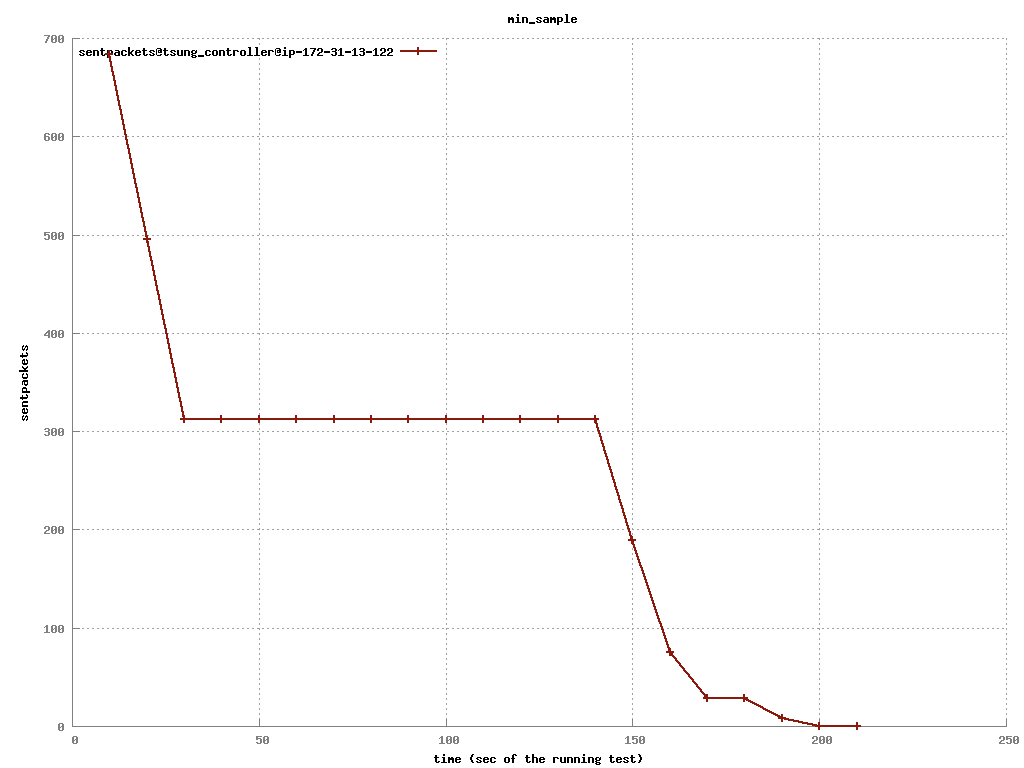 min_sample
700
sentpackets@tsung_controller@ip-172-31-13-122
600
500
400
sentpackets
300
200
100
0
0 50 100 150 200 250
time (sec of the running test)